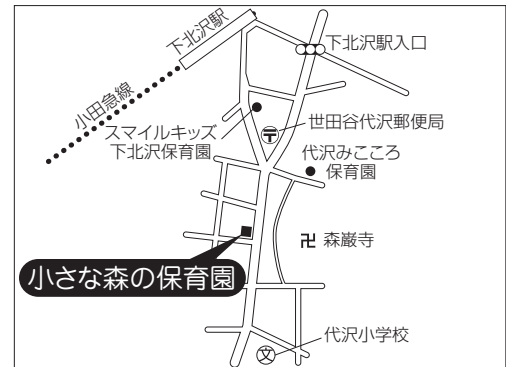 下北沢駅
下北沢駅入口
小田急線
スマイルキッズ
下北沢保育園
〒
世田谷代沢郵便局
代沢みこころ
保育園
卍 森巌寺
小さな森の保育園
代沢小学校
文